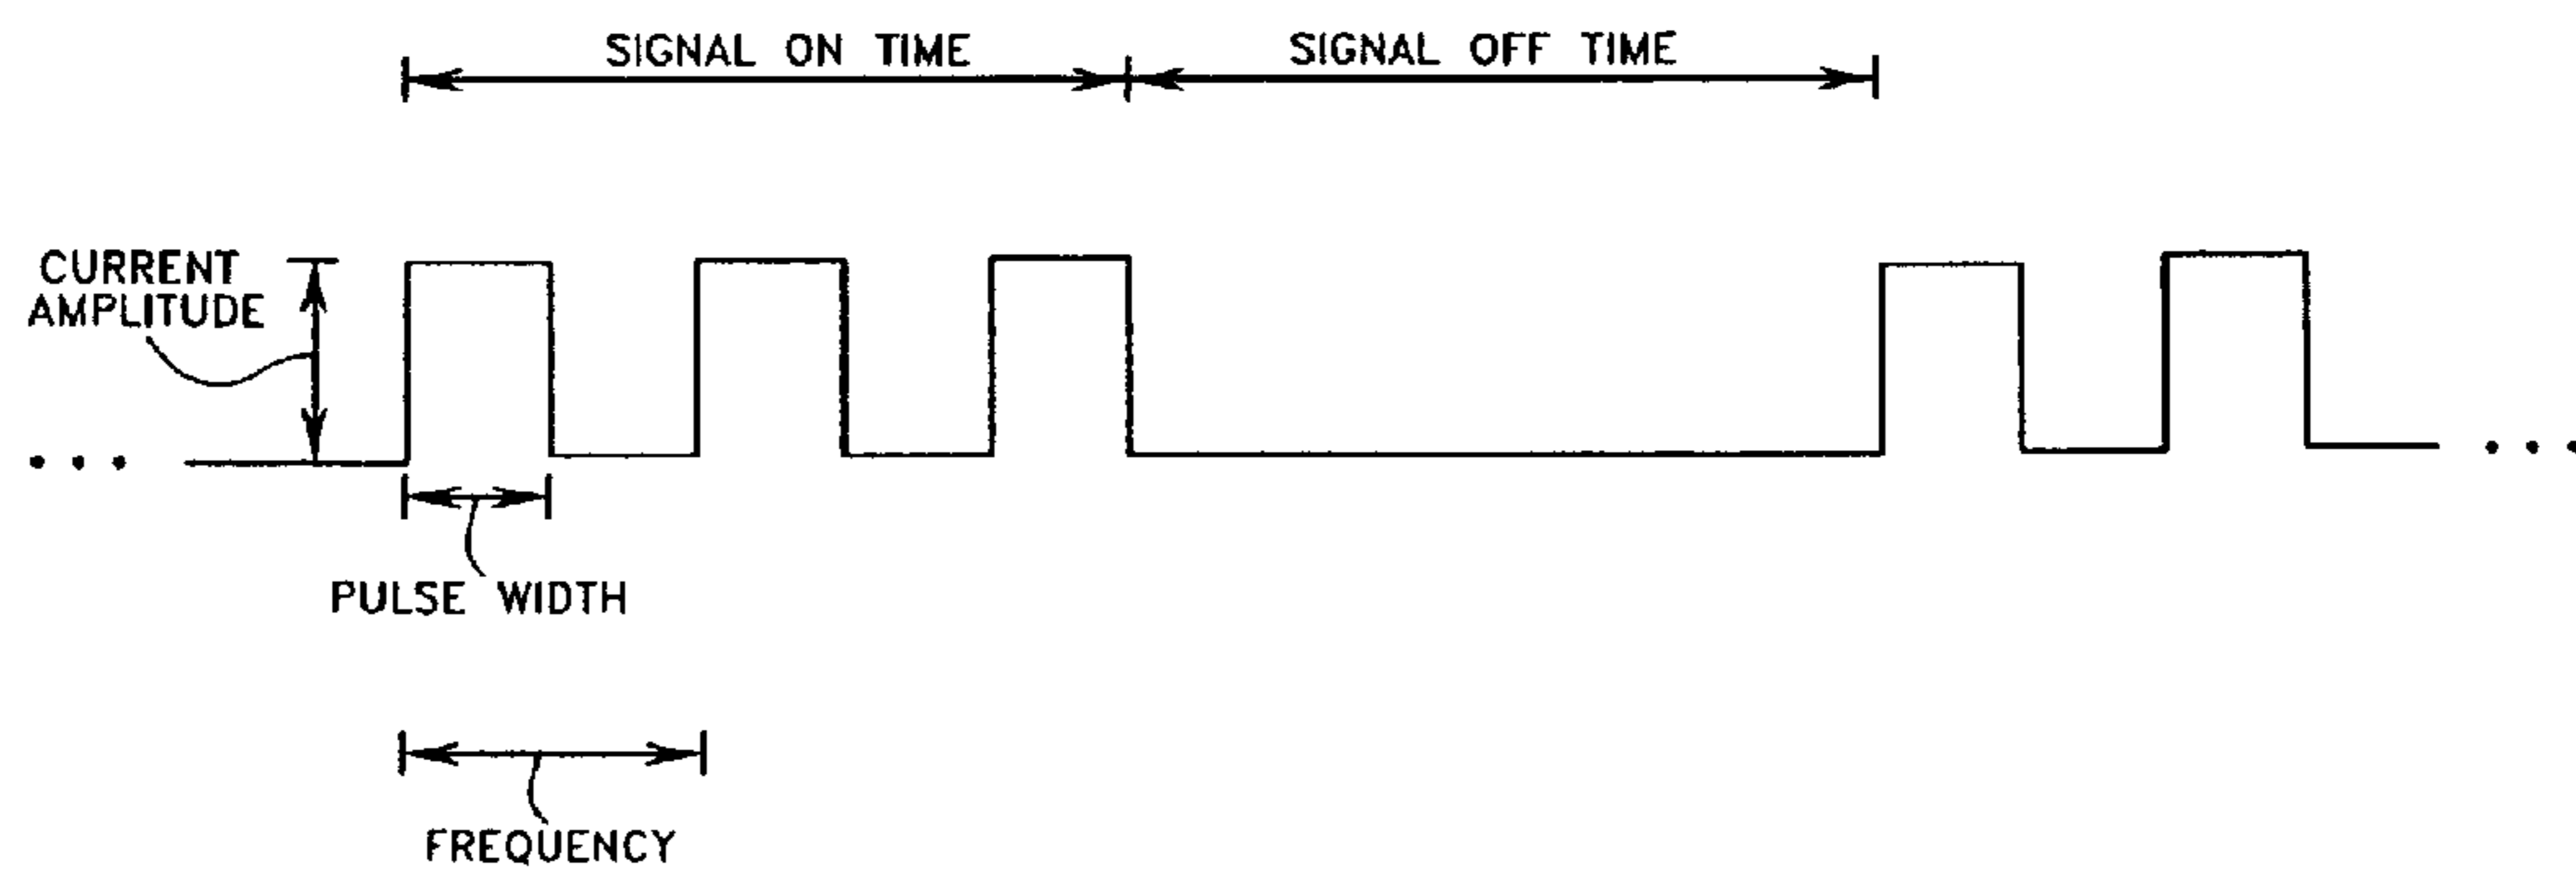 SIGNAL ON TIME
SIGNAL OFF TIME
CURRENT
AMPLITUDE
PULSE WIDTH
FREQUENCY